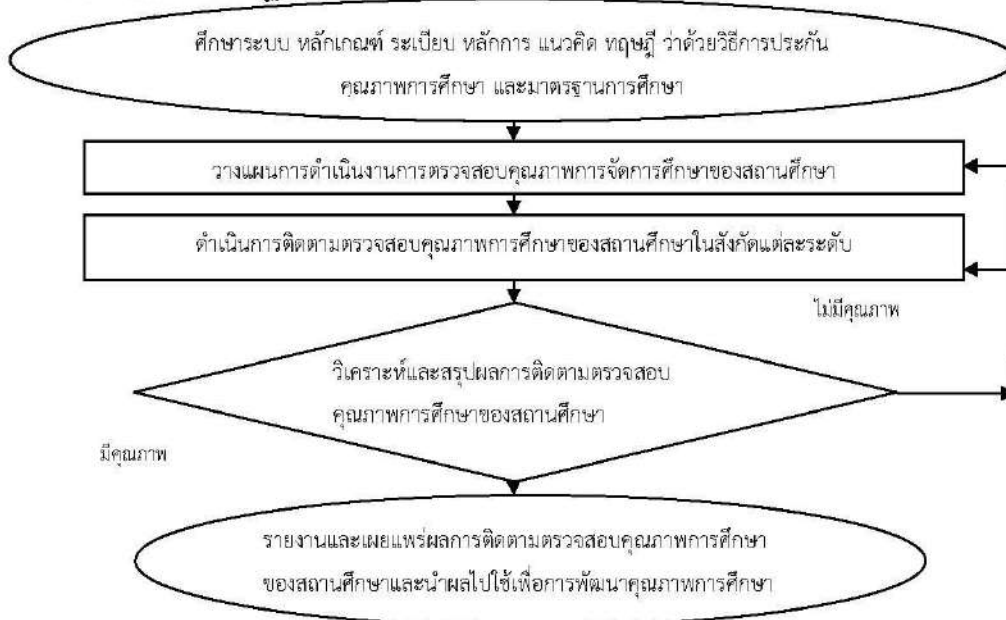 ศึกษาระบบ หลักเกณฑ์ ระเบียบ หลักการ แนวคิด ทฤษฎี ว่าด้วยวิธีการประกัน
คุณภาพการศึกษา และมาตรฐานการศึกษา
วางแผนการดำเนินงานการตรวจสอบคุณภาพการจัดการศึกษาของสถานศึกษา
ดำเนินการติดตามตรวจสอบคุณภาพการศึกษาของสถานศึกษาในสังกัดแต่ละระดับ
ไม่มีคุณภาพ
วิเคราะห์และสรุปผลการติดตามตรวจสอบ
คุณภาพการศึกษาของสถานศึกษา
มีคุณภาพ
รายงานและเผยแพร่ผลการติดตามตรวจสอบคุณภาพการศึกษา
ของสถานศึกษาและนำผลไปใช้เพื่อการพัฒนาคุณภาพการศึกษา